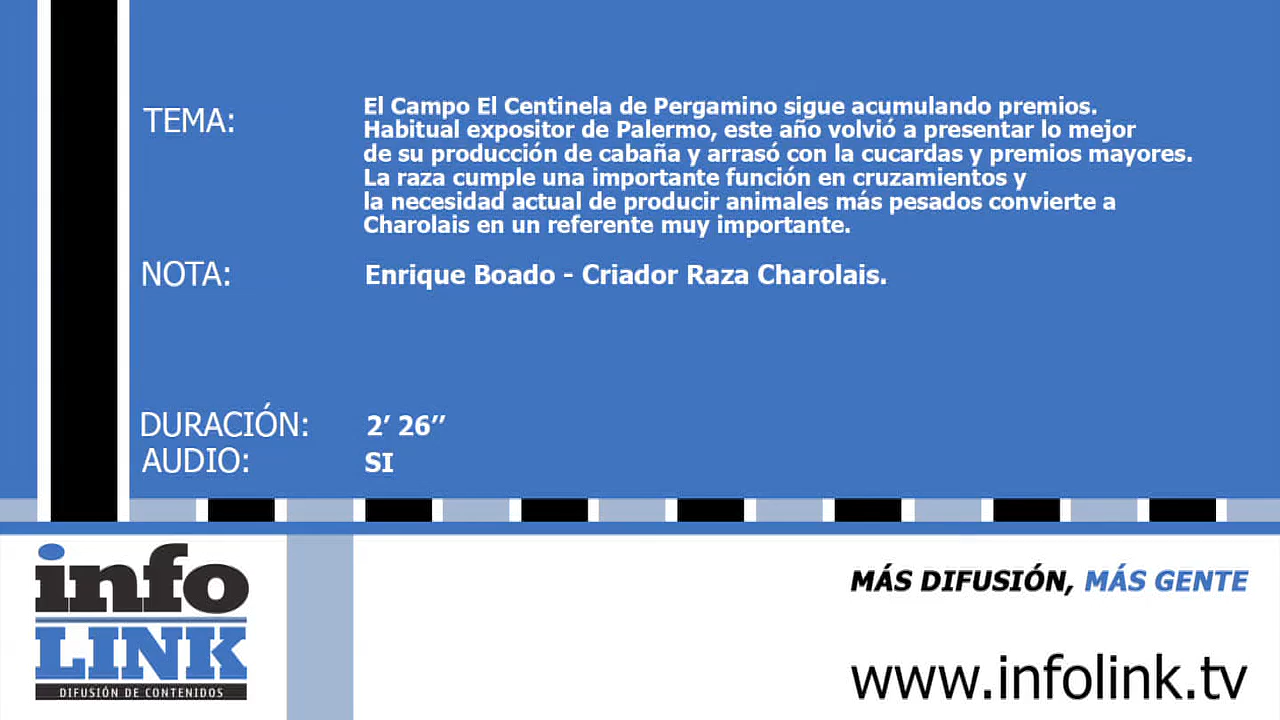 TEMA:
El Campo El Centinela de Pergamino sigue acumulando premios.
Habitual expositor de Palermo, este año volvió a presentar lo mejor
de su producción de cabaña y arrasó con la cucardas y premios mayores.
La raza cumple una importante función en cruzamientos y
la necesidad actual de producir animales más pesados convierte a
Charolais en un referente muy importante.
NOTA:
Enrique Boado - Criador Raza Charolais.
DURACIÓN:
2’ 26’’
AUDIO:
SI
info
LINK
DIFUSIÓN DE CONTENIDOS
MÁS DIFUSIÓN, MÁS GENTE
www.infolink.tv